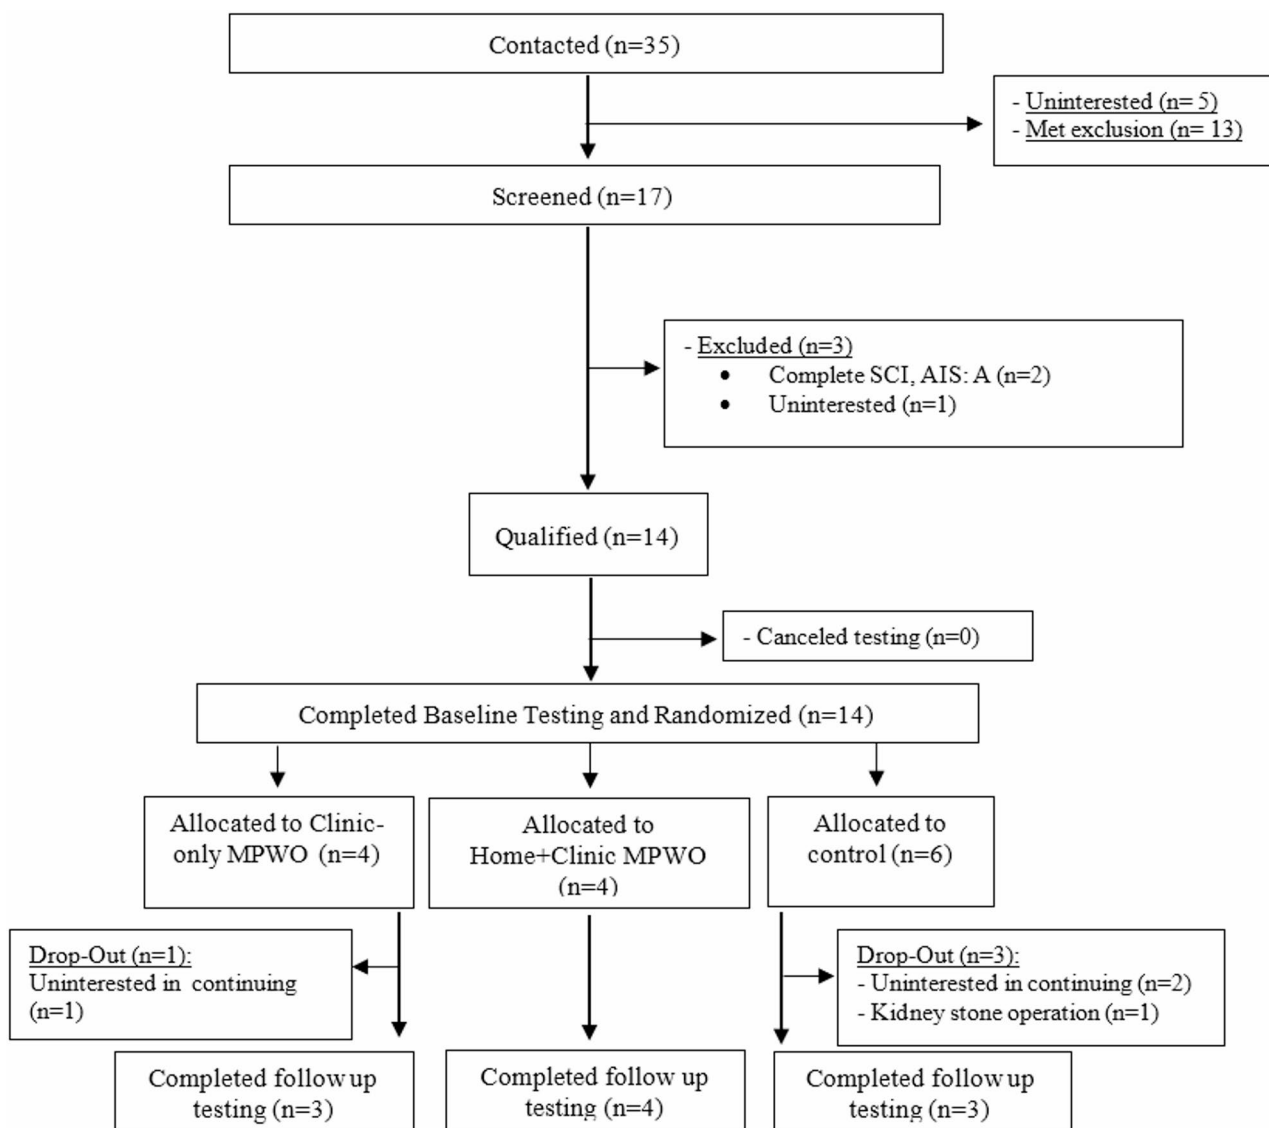 Contacted (n=35)
- Uninterested (n= 5)
- Met exclusion (n= 13)
Screened (n=17)
- Excluded (n=3)
• Complete SCI, AIS: A (n=2)
• Uninterested (n=1)
Qualified (n=14)
- Canceled testing (n=0)
Completed Baseline Testing and Randomized (n=14)
Allocated to Clinic-
only MPWO (n=4)
Allocated to
Home+Clinic MPWO
(n=4)
Allocated to
control (n=6)
Drop-Out (n=1):
Uninterested in continuing
(n=1)
Drop-Out (n=3):
- Uninterested in continuing (n=2)
- Kidney stone operation (n=1)
Completed follow up
testing (n=3)
Completed follow up
testing (n=4)
Completed follow up
testing (n=3)